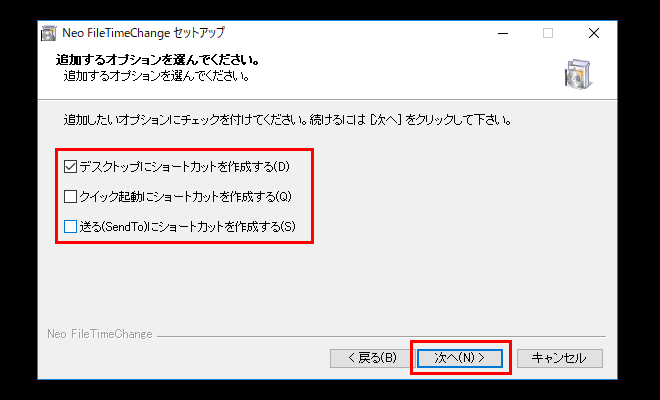 Neo FileTimeChange セットアップ
追加するオプションを選んでください。
追加するオプションを選んでください。
追加したいオプションにチェックを付けてください。続けるには [次へ] をクリックして下さい。
デスクトップにショートカットを作成する(D)
クイック起動にショートカットを作成する(Q)
送る(SendTo)にショートカットを作成する(S)
Neo FileTimeChange
< 戻る(B)
次へ(N) >
キャンセル